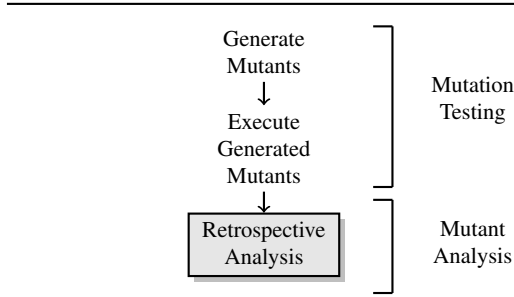 Generate
Mutants
Execute
Generated
Mutants
Retrospective
Analysis
Mutation
Testing
Mutant
Analysis